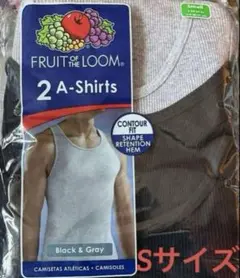 Small
FRUIT OF THE LOOM®
2 A-Shirts
CONTOUR
FIT
SHAPE
RETENTION
HEM
Black & Gray
CAMISETAS ATLÉTICAS • CAMISOLES
Sサイズ